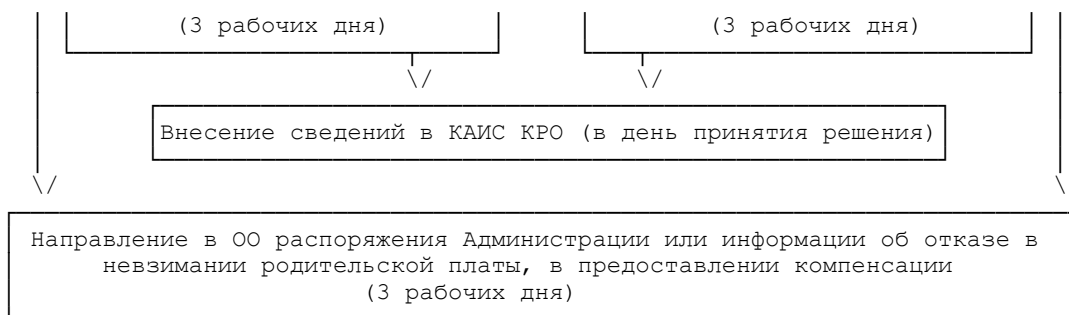 (3 рабочих дня) (3 рабочих дня)
Внесение сведений в КАИС КРО (в день принятия решения)
Направление в ОО распоряжения Администрации или информации об отказе в
невзимании родительской платы, в предоставлении компенсации
(3 рабочих дня)